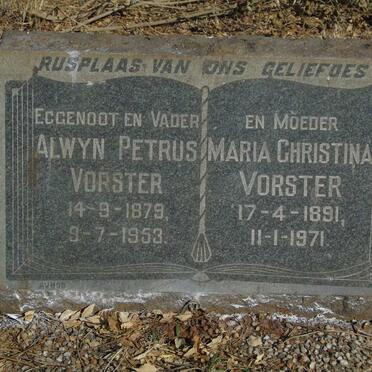 RUSPLAAS VAN ONS GELIEFDES
EGGENOOT EN VADER
ALWYN PETRUS
VORSTER
14-9-1879,
9-7-1953.
EN MOEDER
MARIA CHRISTINA
VORSTER
17-4-1891,
11-1-1971